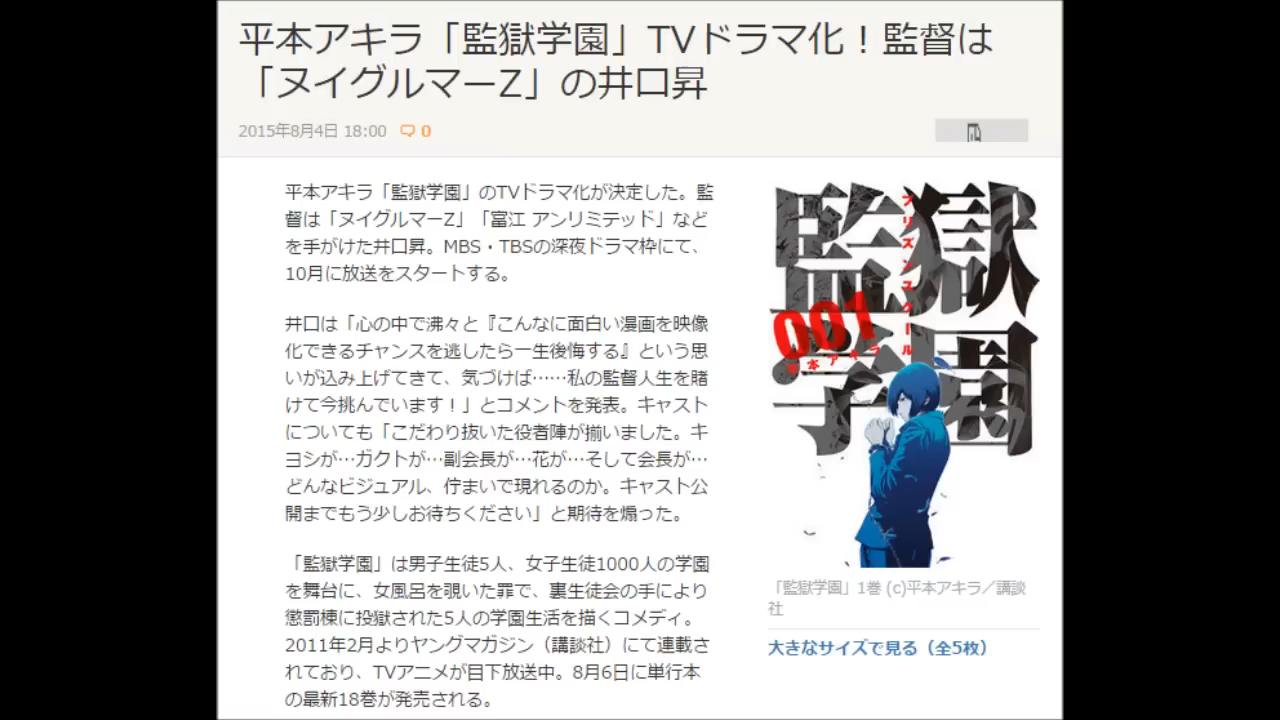 平本アキラ「監獄学園」TVドラマ化！監督は
「ヌイグルマーZ」の井口昇
2015年8月4日 18:00 0
平本アキラ「監獄学園」のTVドラマ化が決定した。監
督は「ヌイグルマーZ」「富江 アンリミテッド」など
を手がけた井口昇。MBS・TBSの深夜ドラマ枠にて、
10月に放送をスタートする。
井口は「心の中で沸々と『こんなに面白い漫画を映像
化できるチャンスを逃したら一生後悔する』という思
いが込み上げてきて、気づけば……私の監督人生を賭
けて今挑んでいます！」とコメントを発表。キャスト
についても「こだわり抜いた役者陣が揃いました。キ
ヨシが…ガクトが…副会長が…花が…そして会長が…
どんなビジュアル、佇まいで現れるのか。キャスト公
開までもう少しお待ちください」と期待を煽った。
「監獄学園」は男子生徒5人、女子生徒1000人の学園
を舞台に、女風呂を覗いた罪で、裏生徒会の手により
懲罰棟に投獄された5人の学園生活を描くコメディ。
2011年2月よりヤングマガジン（講談社）にて連載さ
れており、TVアニメが目下放送中。8月6日に単行本
の最新18巻が発売される。
監獄
プリズンスクール
001
平本アキラ
学園
「監獄学園」1巻 (c)平本アキラ／講談
社
大きなサイズで見る（全5枚）